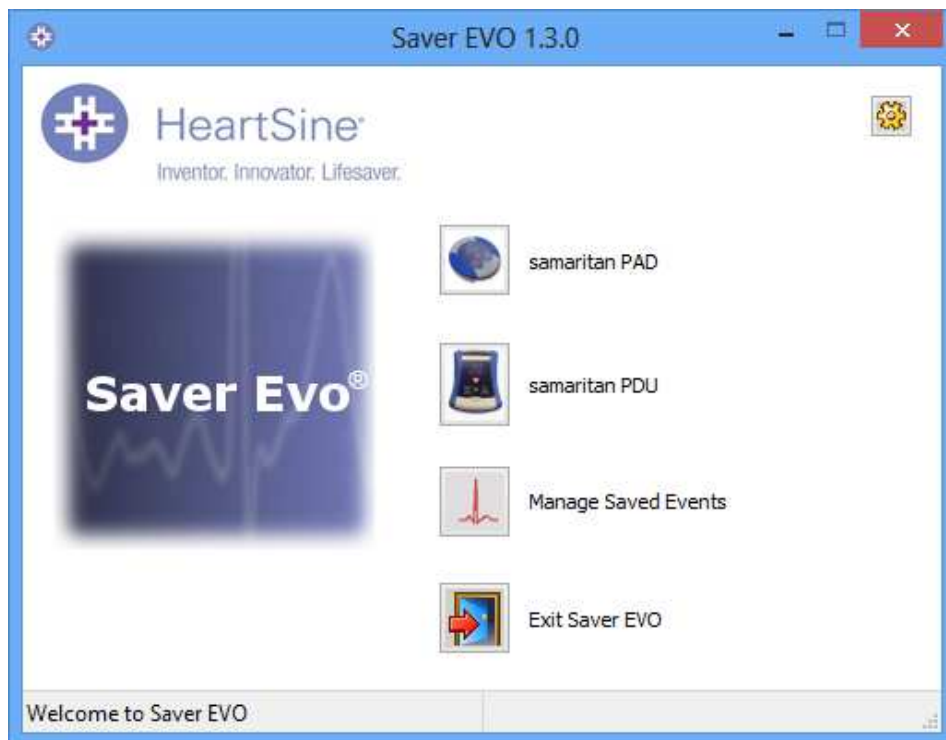 Saver EVO 1.3.0
HeartSine®
Inventor. Innovator. Lifesaver.
samaritan PAD
Saver Evo®
samaritan PDU
Manage Saved Events
Exit Saver EVO
Welcome to Saver EVO